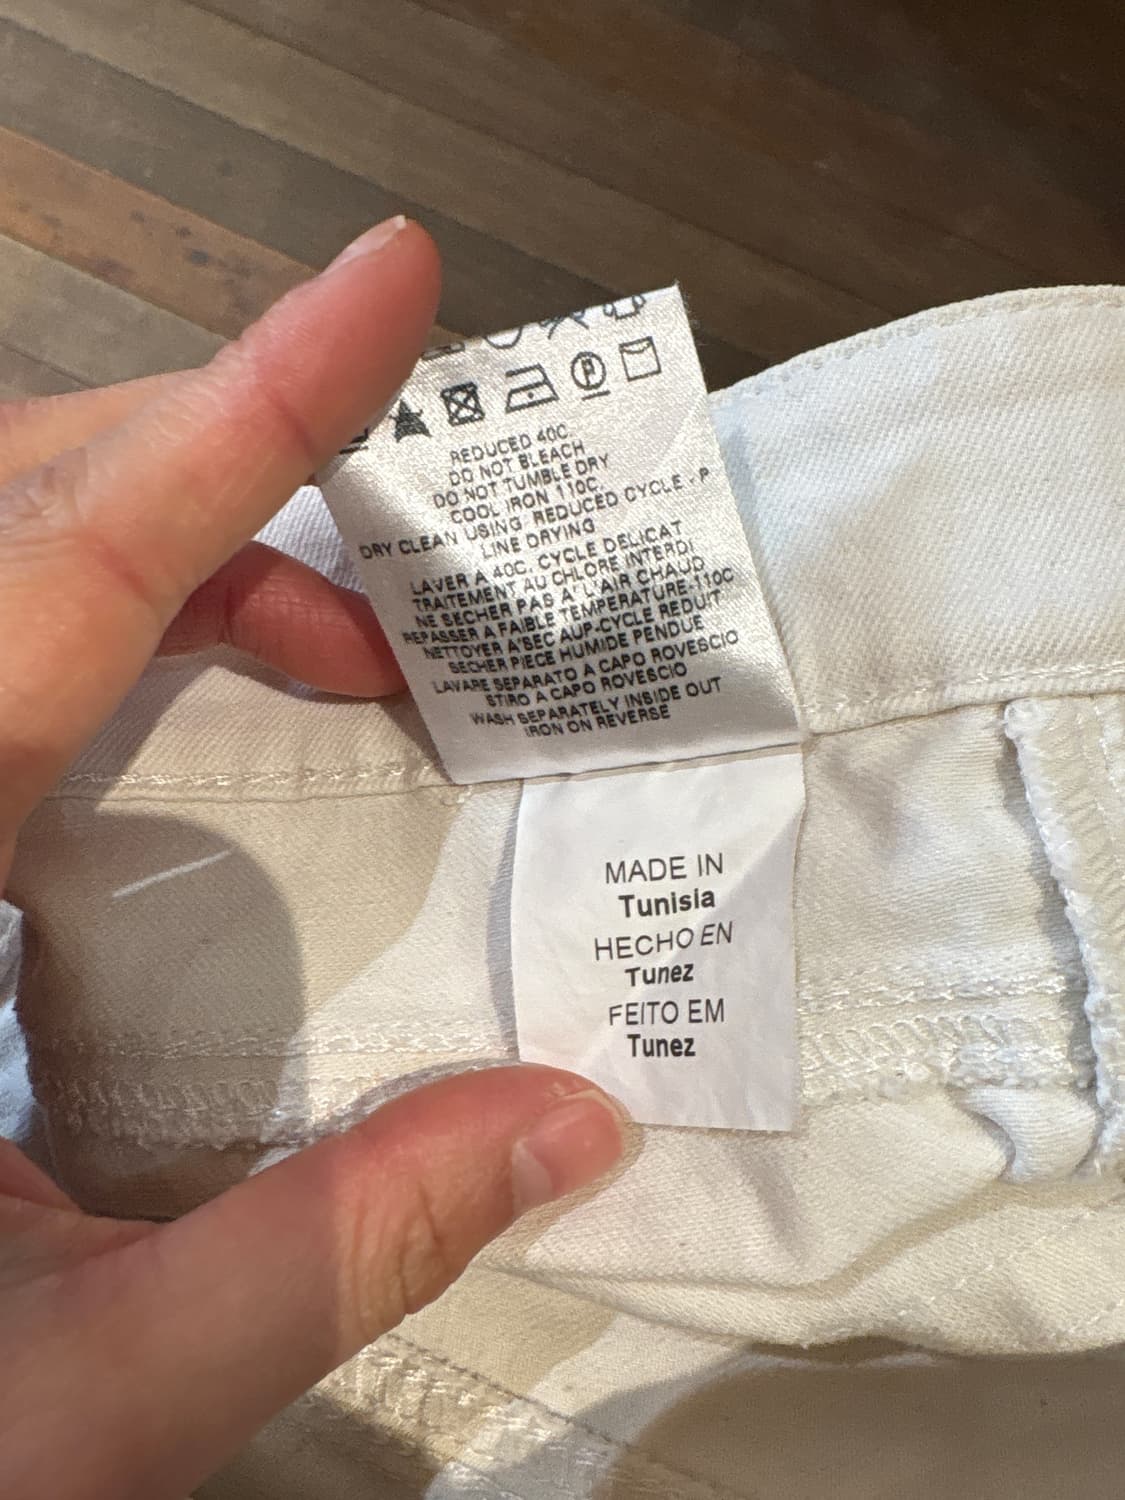 REDUCED 40C.
DO NOT BLEACH
DO NOT TUMBLE DRY
COOL IRON 110C.
DRY CLEAN USING REDUCED CYCLE - P
LINE DRYING
LAVER A 40C. CYCLE DELICAT
TRAITEMENT AU CHLORE INTERDI
NE SECHER PAS A' L'AIR CHAUD
REPASSER A FAIBLE TEMPERATURE-110C
NETTOYER A'SEC AUP-CYCLE REDUIT
SECHER PIECE HUMIDE PENDUE
LAVARE SEPARATO A CAPO ROVESCIO
STIRO A CAPO ROVESCIO
WASH SEPARATELY INSIDE OUT
IRON ON REVERSE
MADE IN
Tunisia
HECHO EN
Tunez
FEITO EM
Tunez